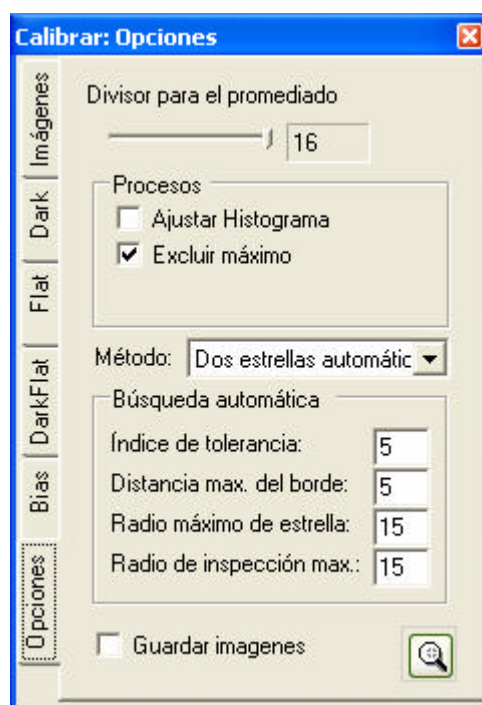 Calibrar: Opciones
Imágenes
Dark
Flat
DarkFlat
Bias
Opciones
Divisor para el promediado
16
Procesos
Ajustar Histograma
Excluir máximo
Método: Dos estrellas automátic
Búsqueda automática
Índice de tolerancia: 5
Distancia max. del borde: 5
Radio máximo de estrella: 15
Radio de inspección max.: 15
Guardar imagenes